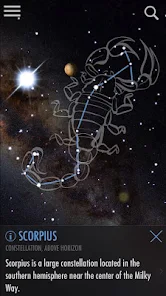 SCORPIUS
CONSTELLATION, ABOVE HORIZON
Scorpius is a large constellation located in the
southern hemisphere near the center of the Milky
Way.